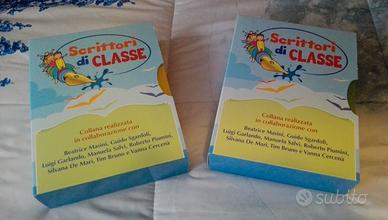 Scrittori
di CLASSE
Collana realizzata
in collaborazione con
Beatrice Masini, Guido Sgardoli,
Luigi Garlando, Manuela Salvi, Roberto Piumini,
Silvana De Mari, Tim Bruno e Vanna Cercenà
Scrittori
di CLASSE
Collana realizzata
in collaborazione con
Beatrice Masini, Guido Sgardoli,
Luigi Garlando, Manuela Salvi, Roberto Piumini,
Silvana De Mari, Tim Bruno e Vanna Cercenà
subito